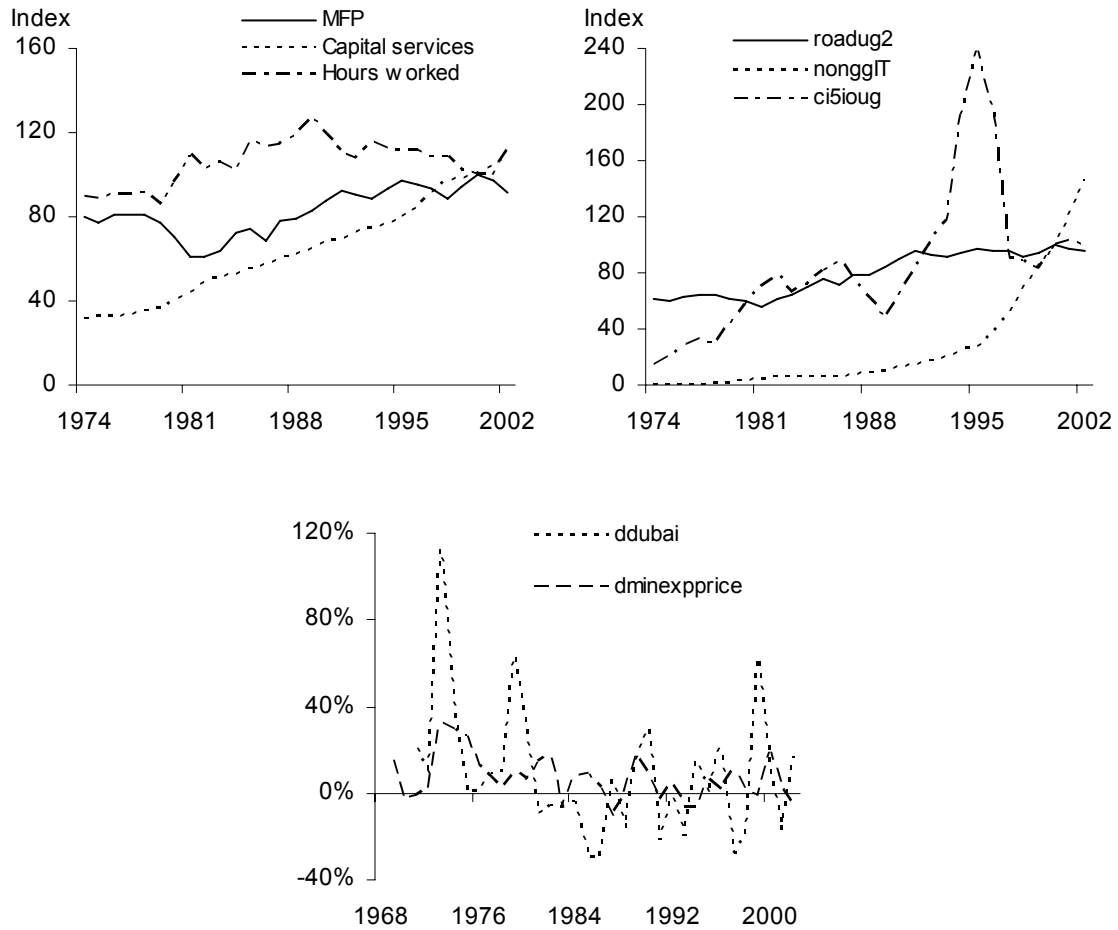 Index
MFP
Capital services
Hours worked
160
120
80
40
0
1974 1981 1988 1995 2002
Index
roadug2
nonggIT
ci5ioug
240
200
160
120
80
40
0
1974 1981 1988 1995 2002
ddubai
dminexpprice
120%
80%
40%
0%
-40%
1968 1976 1984 1992 2000